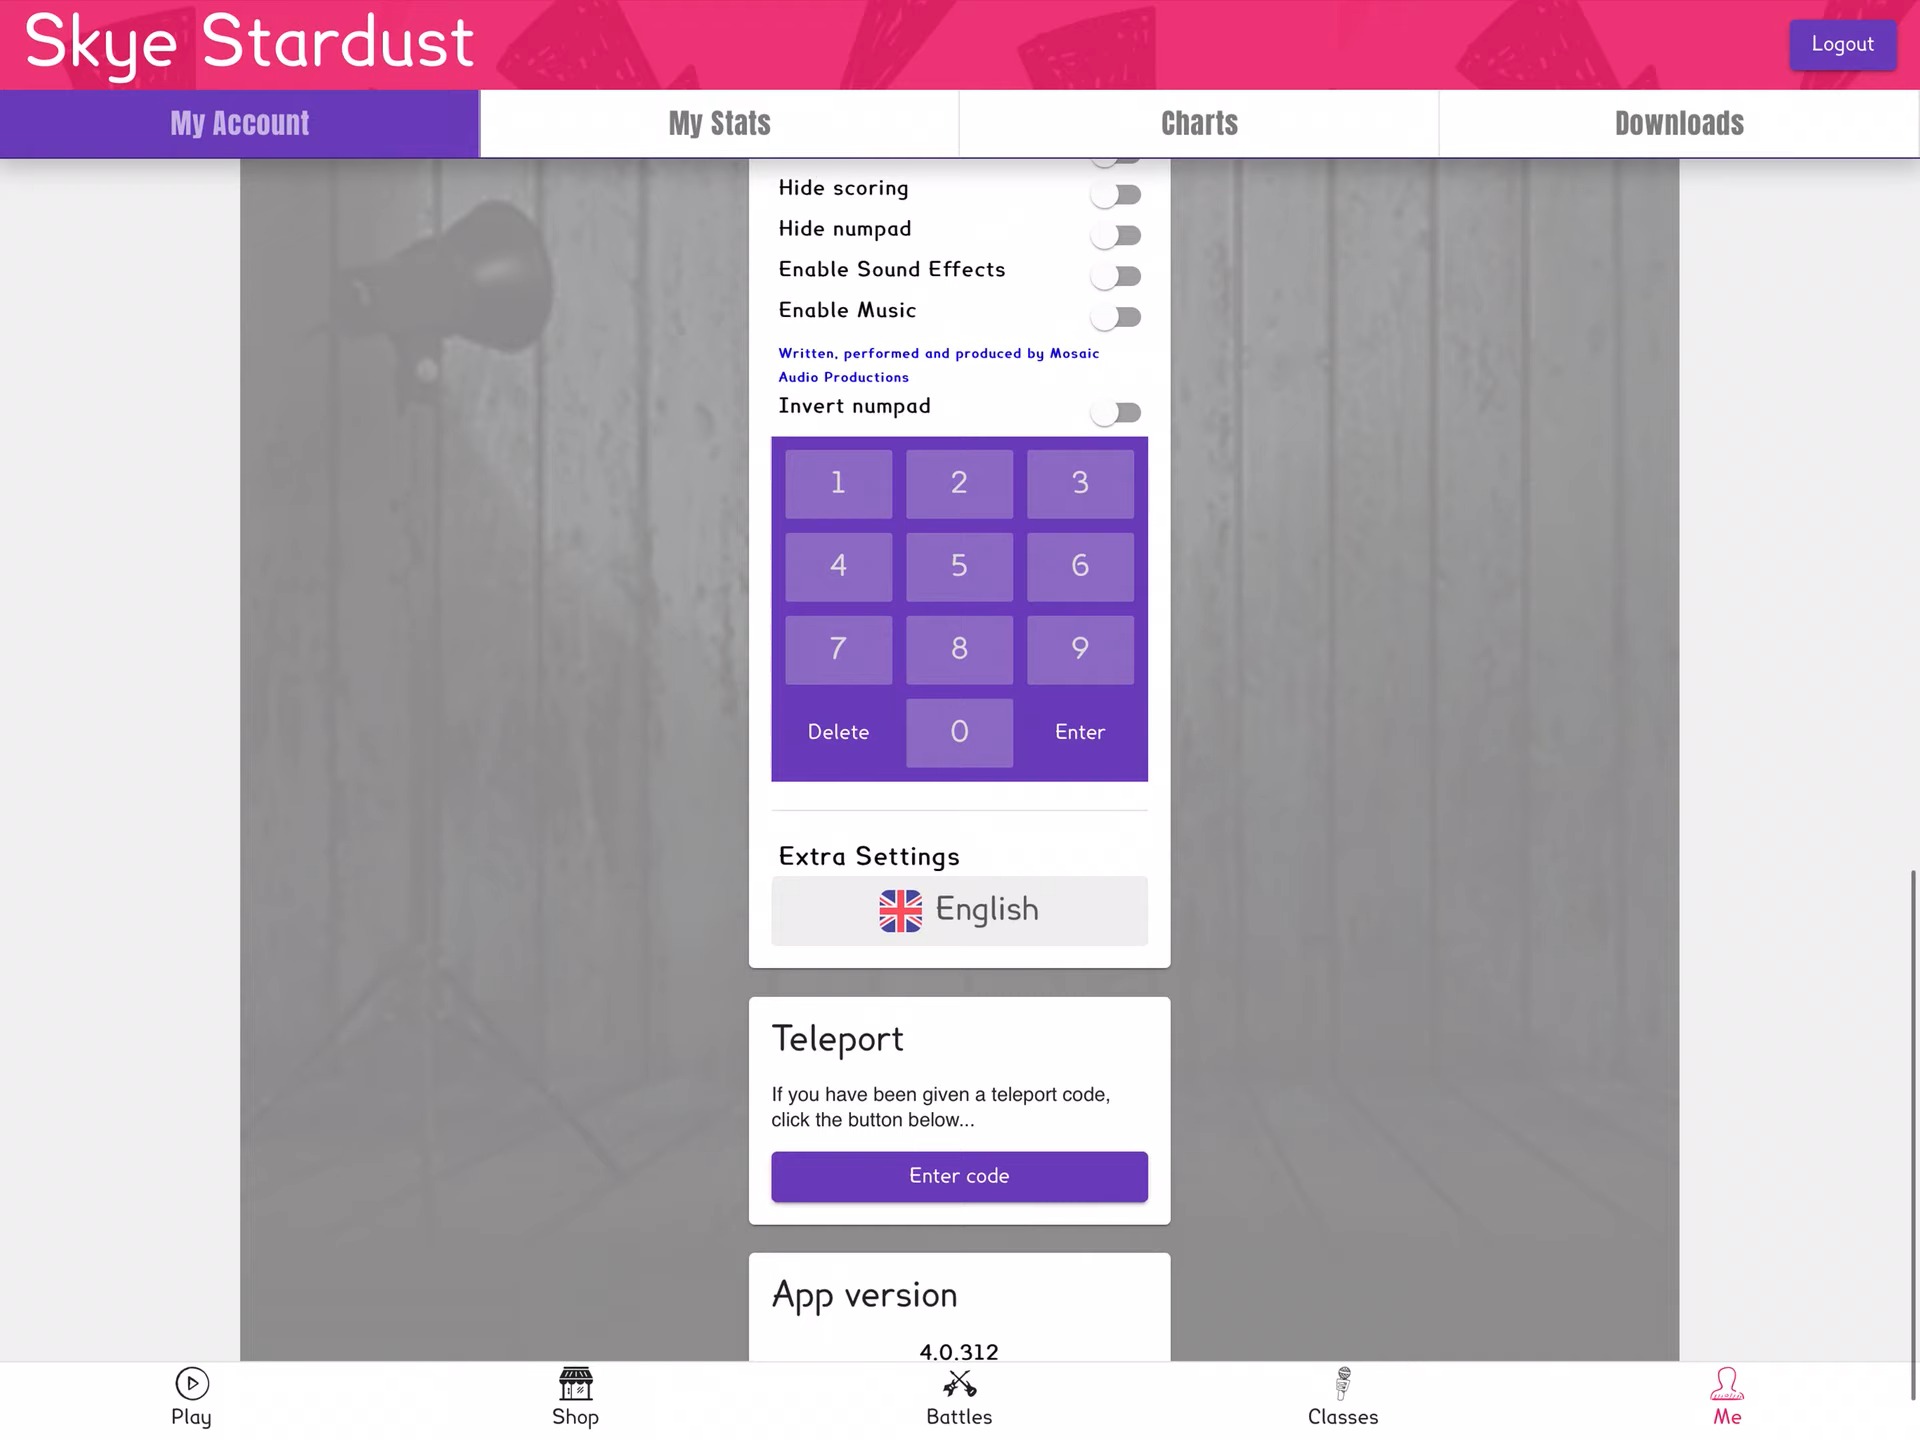 Skye Stardust
Logout
My Account
My Stats
Charts
Downloads
Hide scoring
Hide numpad
Enable Sound Effects
Enable Music
Written, performed and produced by Mosaic
Audio Productions
Invert numpad
1 2 3
4 5 6
7 8 9
Delete 0 Enter
Extra Settings
English
Teleport
If you have been given a teleport code,
click the button below...
Enter code
App version
4.0.312
Play
Shop
Battles
Classes
Me